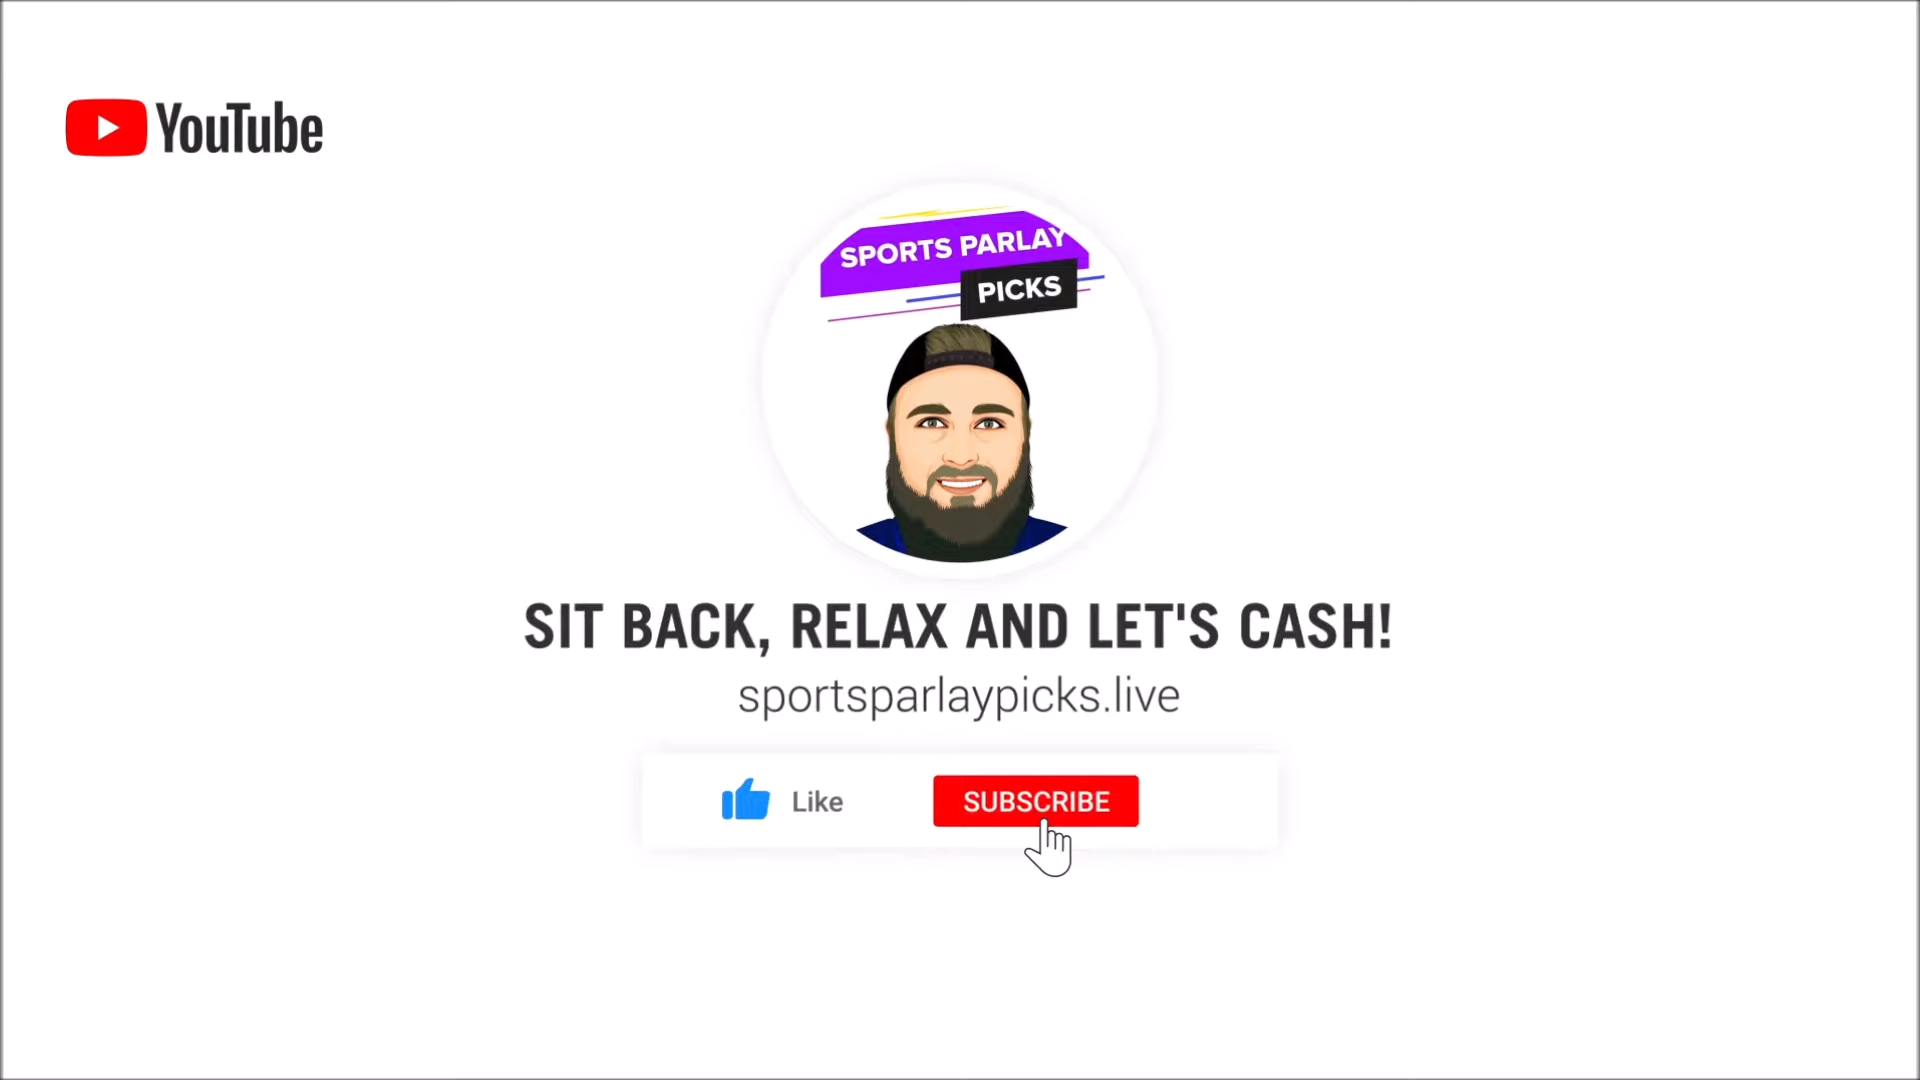 YouTube
SPORTS PARLAY
PICKS
SIT BACK, RELAX AND LET'S CASH!
sportsparlaypicks.live
Like
SUBSCRIBE